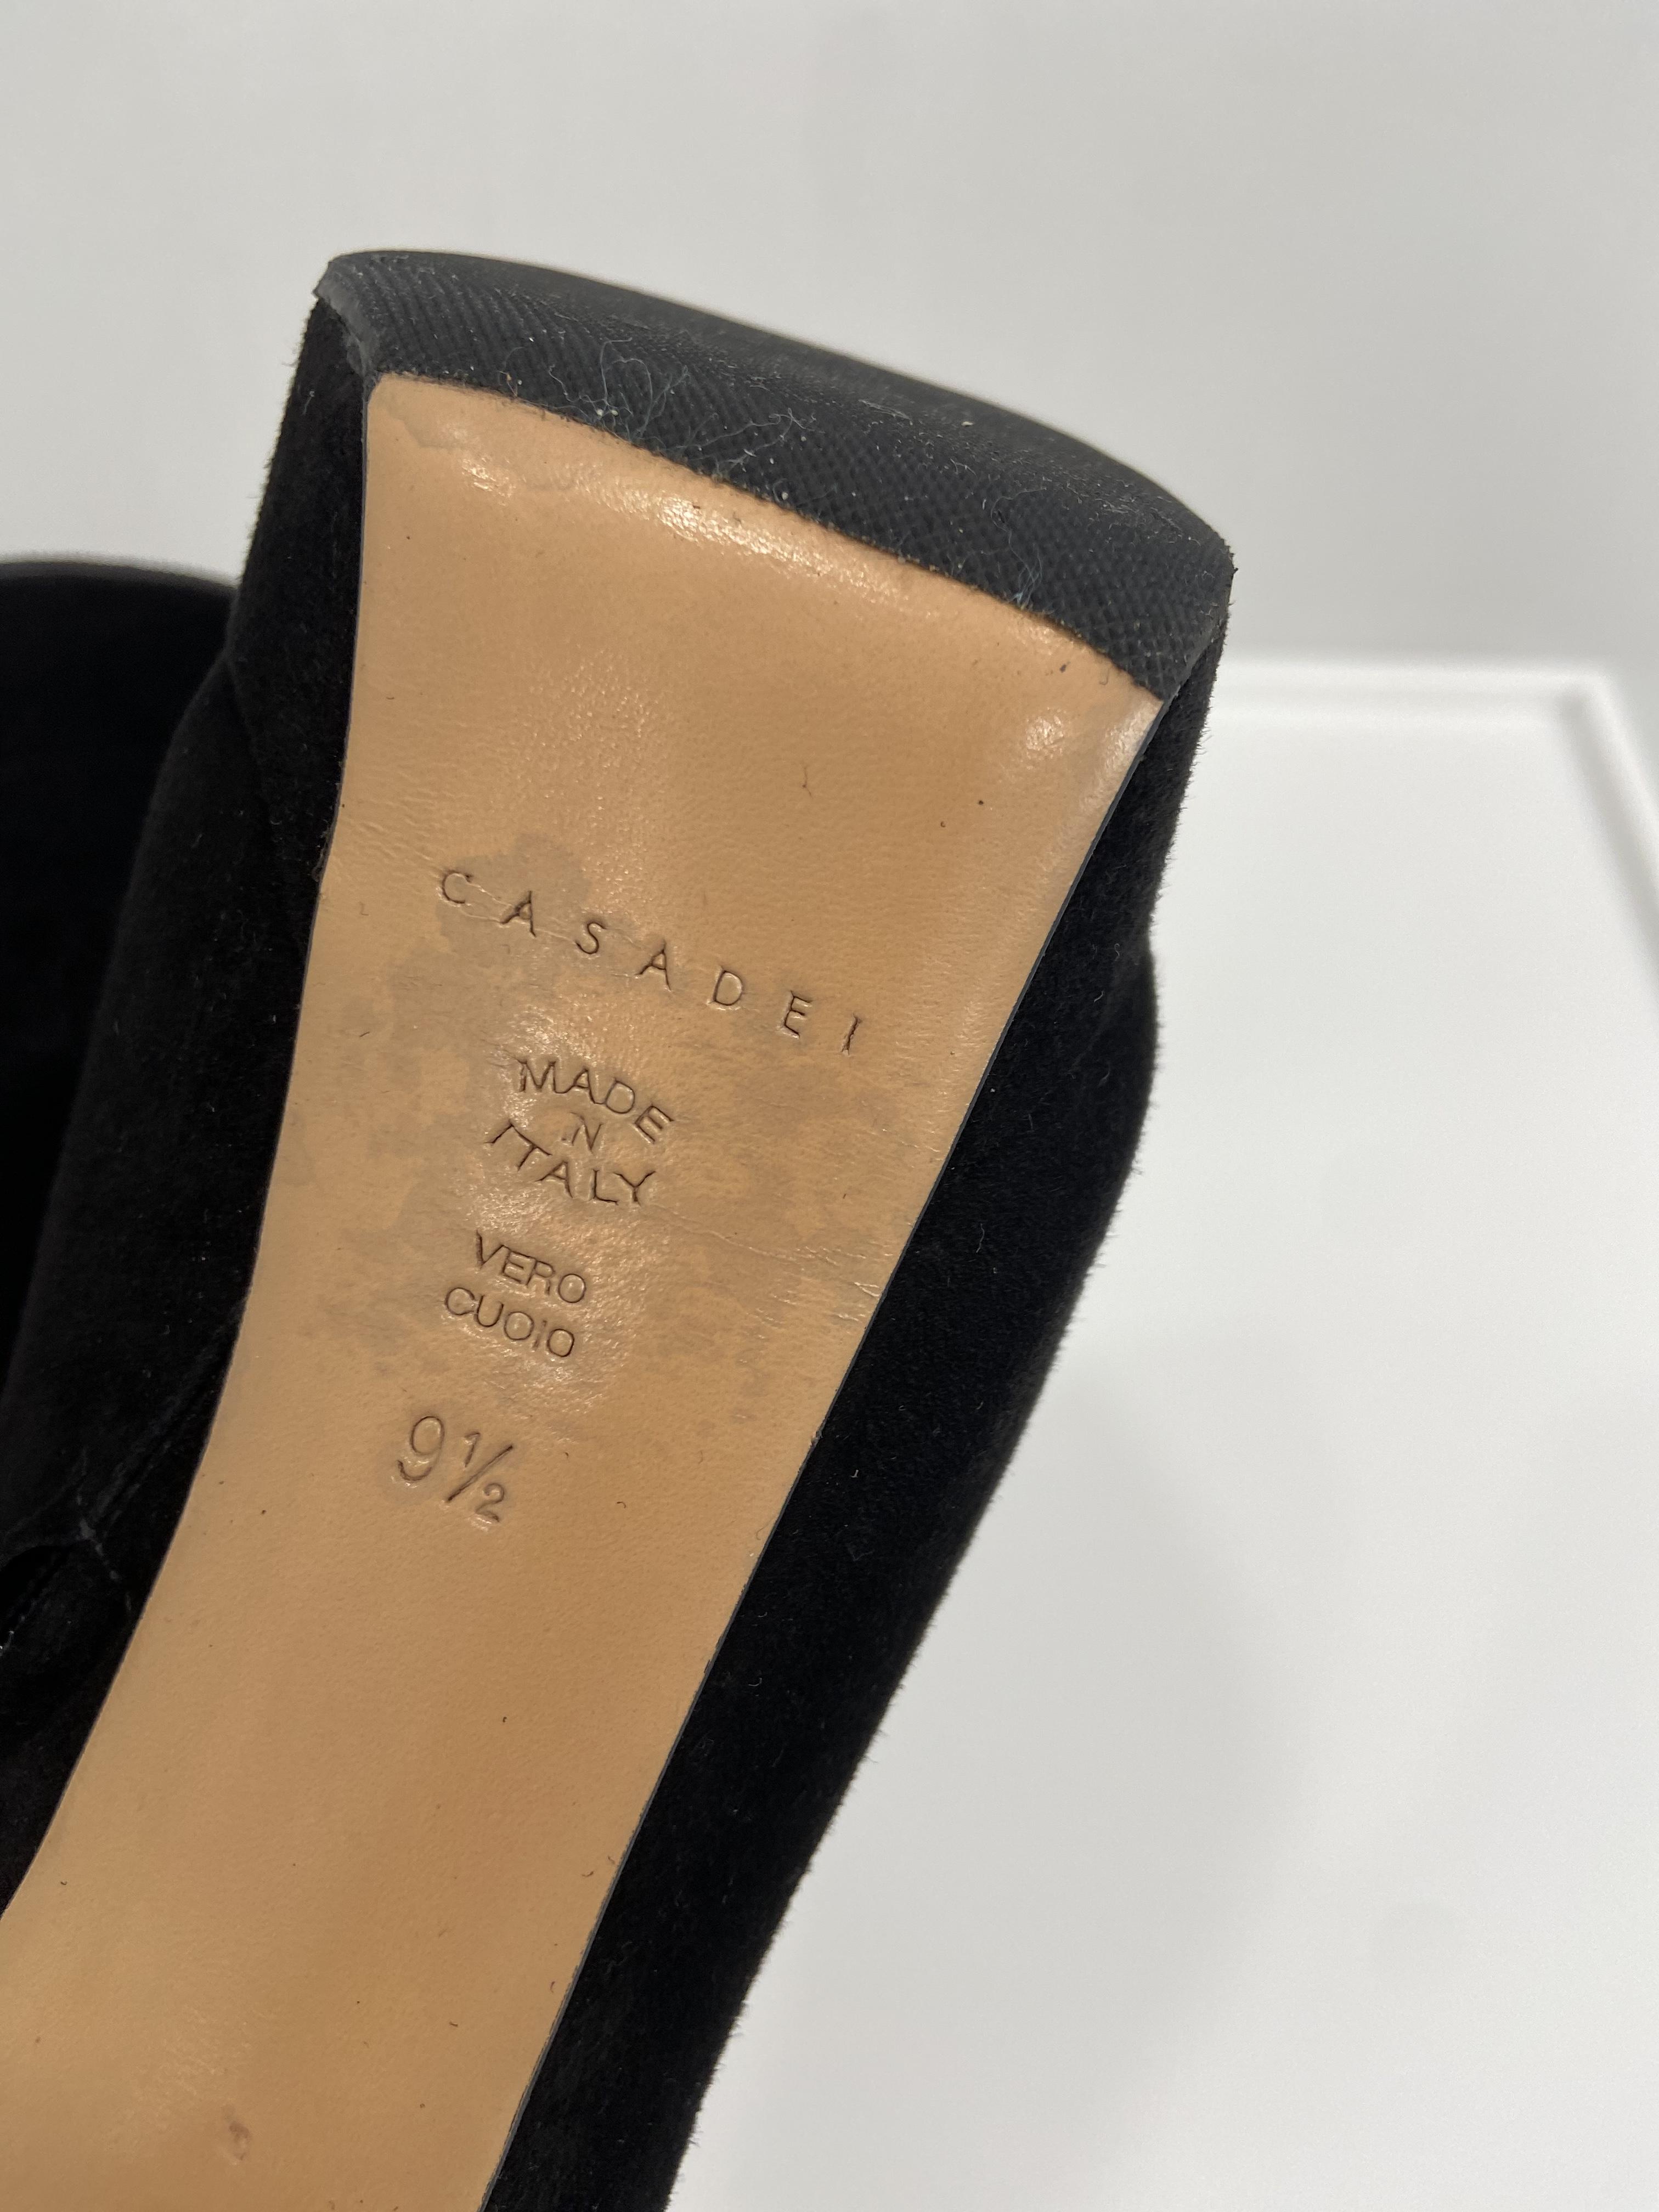 CASADEI
MADE
IN
ITALY
VERO
CUOIO
9½